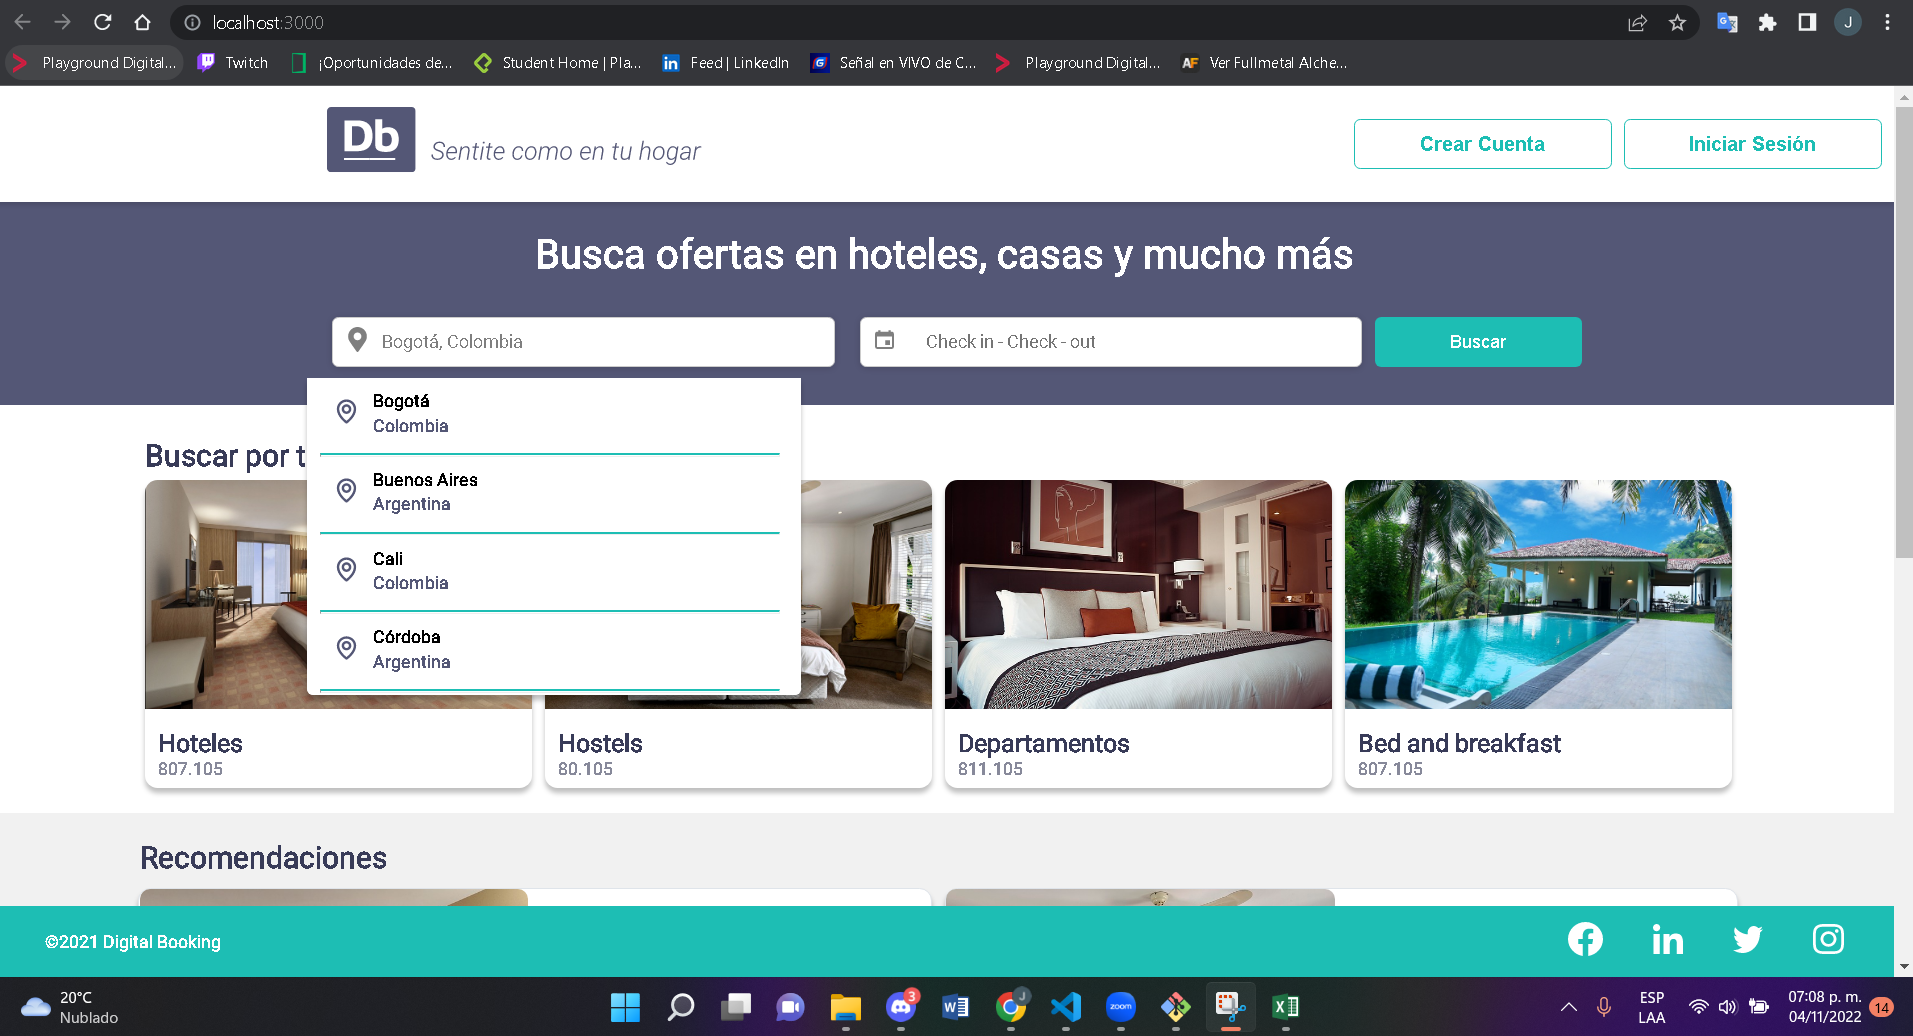 localhost:3000
J
Playground Digital...
Twitch
¡Oportunidades de...
Student Home | Pla...
Feed | LinkedIn
Señal en VIVO de C...
Playground Digital...
AF
Ver Fullmetal Alche...
Db
Sentite como en tu hogar
Crear Cuenta
Iniciar Sesión
Busca ofertas en hoteles, casas y mucho más
Bogotá, Colombia
Check in - Check - out
Buscar
Bogotá
Colombia
Buenos Aires
Argentina
Cali
Colombia
Córdoba
Argentina
Buscar por t
Hoteles
807.105
Hostels
80.105
Departamentos
811.105
Bed and breakfast
807.105
Recomendaciones
©2021 Digital Booking
20°C
Nublado
3
J
zoom
ESP
LAA
07:08 p. m.
04/11/2022
14